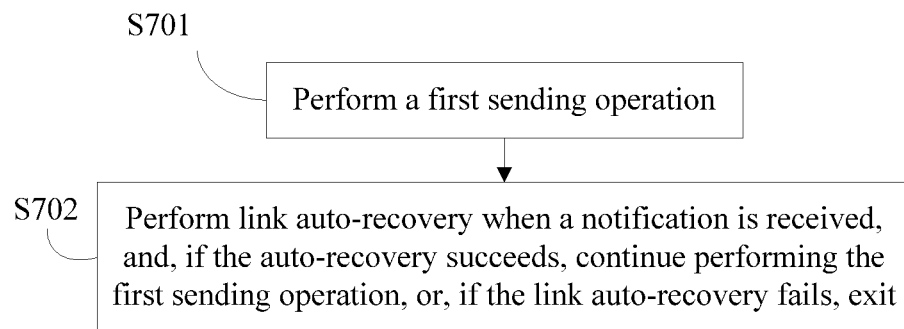 S701
Perform a first sending operation
S702
Perform link auto-recovery when a notification is received,
and, if the auto-recovery succeeds, continue performing the
first sending operation, or, if the link auto-recovery fails, exit